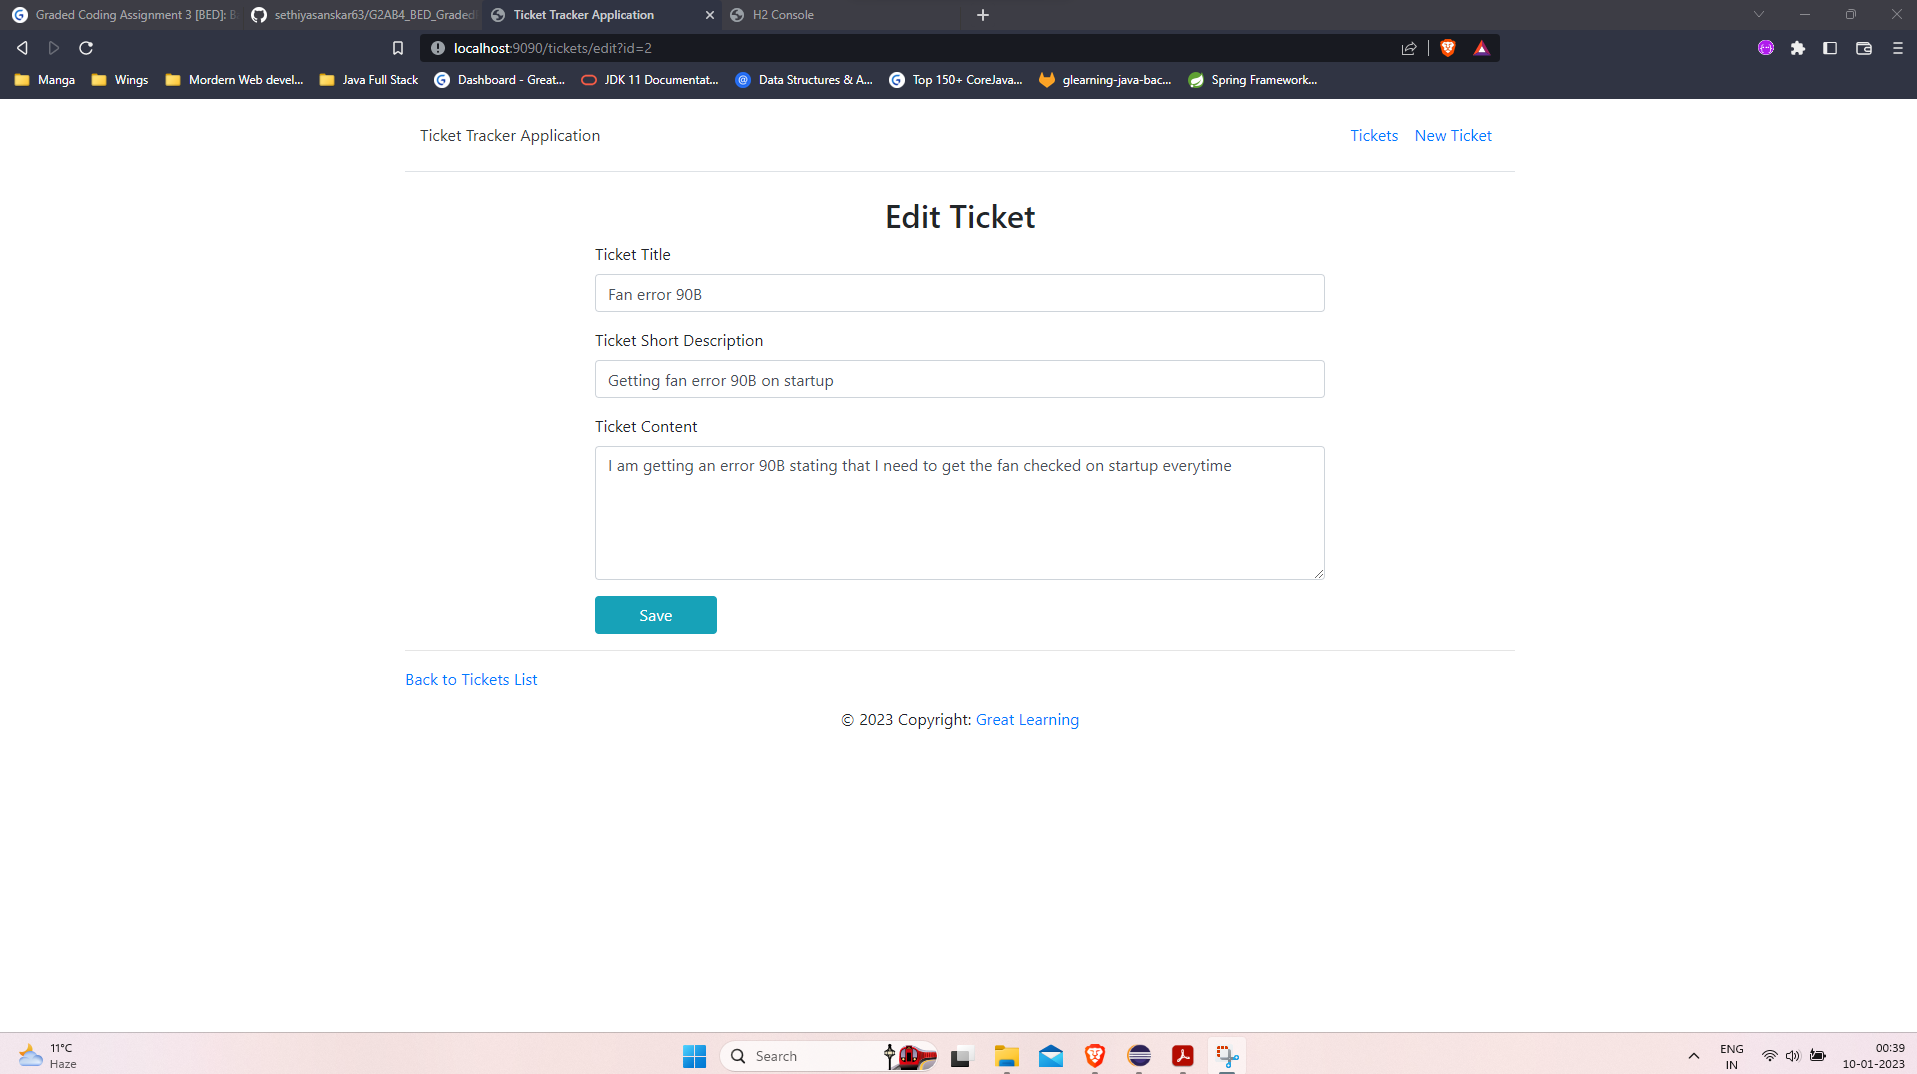 Graded Coding Assignment 3 [BED]: B
sethiyasanskar63/G2AB4_BED_Graded
Ticket Tracker Application
H2 Console
localhost:9090/tickets/edit?id=2
Manga
Wings
Mordern Web devel...
Java Full Stack
Dashboard - Great...
JDK 11 Documentat...
Data Structures & A...
Top 150+ CoreJava...
glearning-java-bac...
Spring Framework...
Ticket Tracker Application
Tickets
New Ticket
Edit Ticket
Ticket Title
Fan error 90B
Ticket Short Description
Getting fan error 90B on startup
Ticket Content
I am getting an error 90B stating that I need to get the fan checked on startup everytime
Save
Back to Tickets List
© 2023 Copyright: Great Learning
11°C
Haze
Search
ENG
IN
00:39
10-01-2023